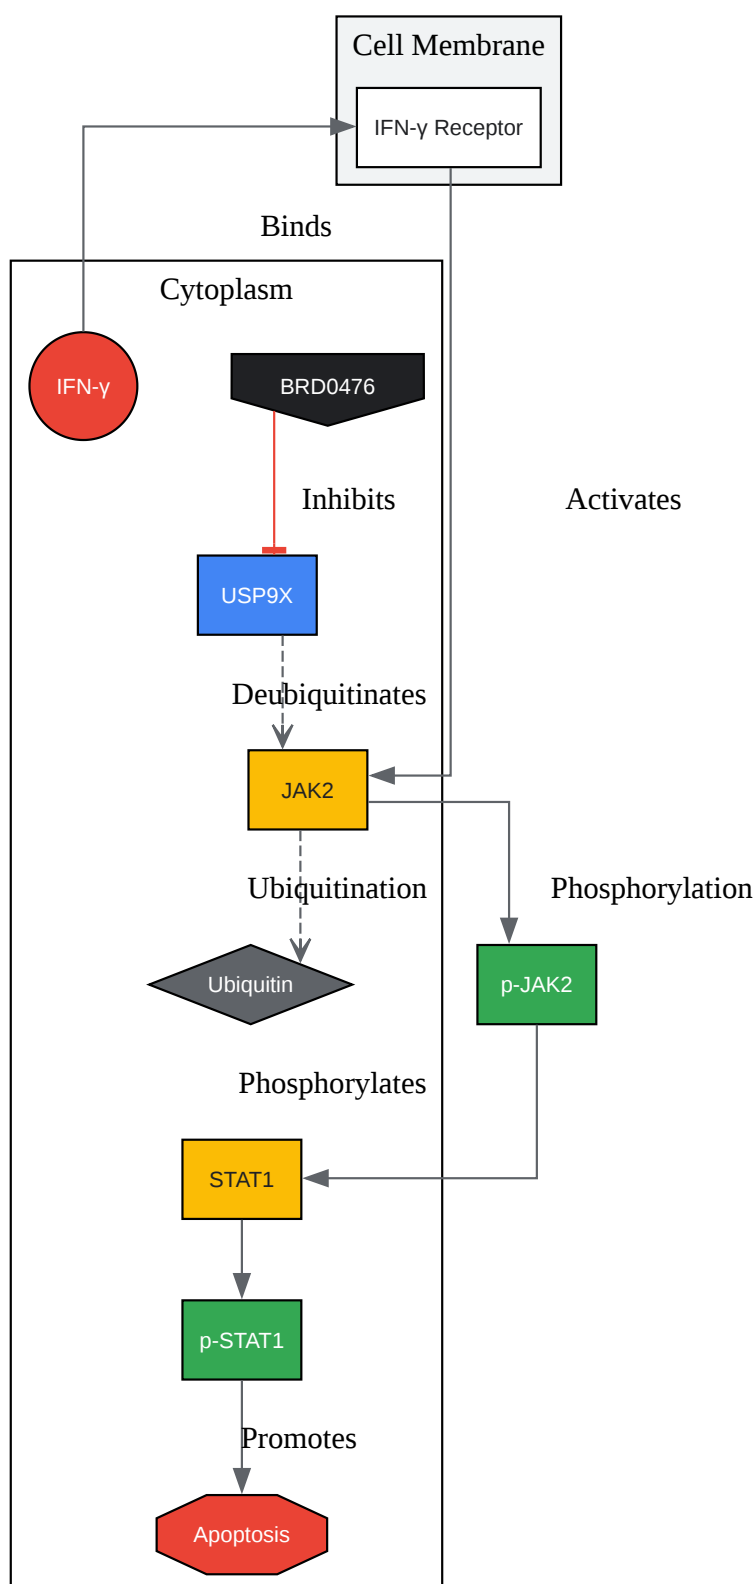 Cell Membrane
IFN-γ Receptor
Binds
Cytoplasm
IFN-γ
BRD0476
Inhibits
Activates
USP9X
Deubiquitinates
JAK2
Ubiquitination
Phosphorylation
Ubiquitin
p-JAK2
Phosphorylates
STAT1
p-STAT1
Promotes
Apoptosis